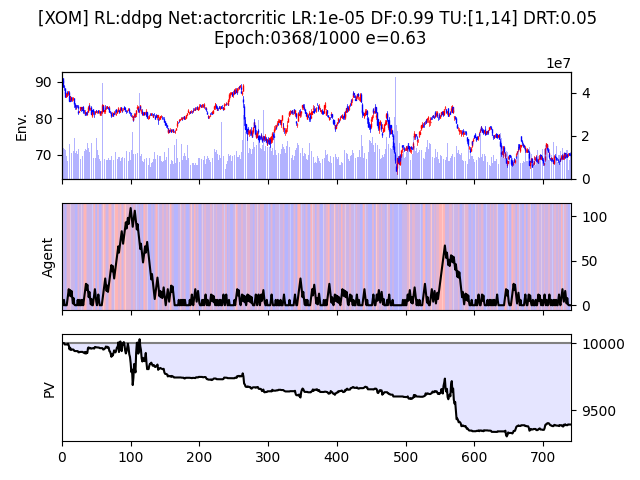 [XOM] RL:ddpg Net:actorcritic LR:1e-05 DF:0.99 TU:[1,14] DRT:0.05
Epoch:0368/1000 e=0.63
1e7
90
80
70
Env.
4
2
0
Agent
100
50
0
PV
10000
9500
0 100 200 300 400 500 600 700